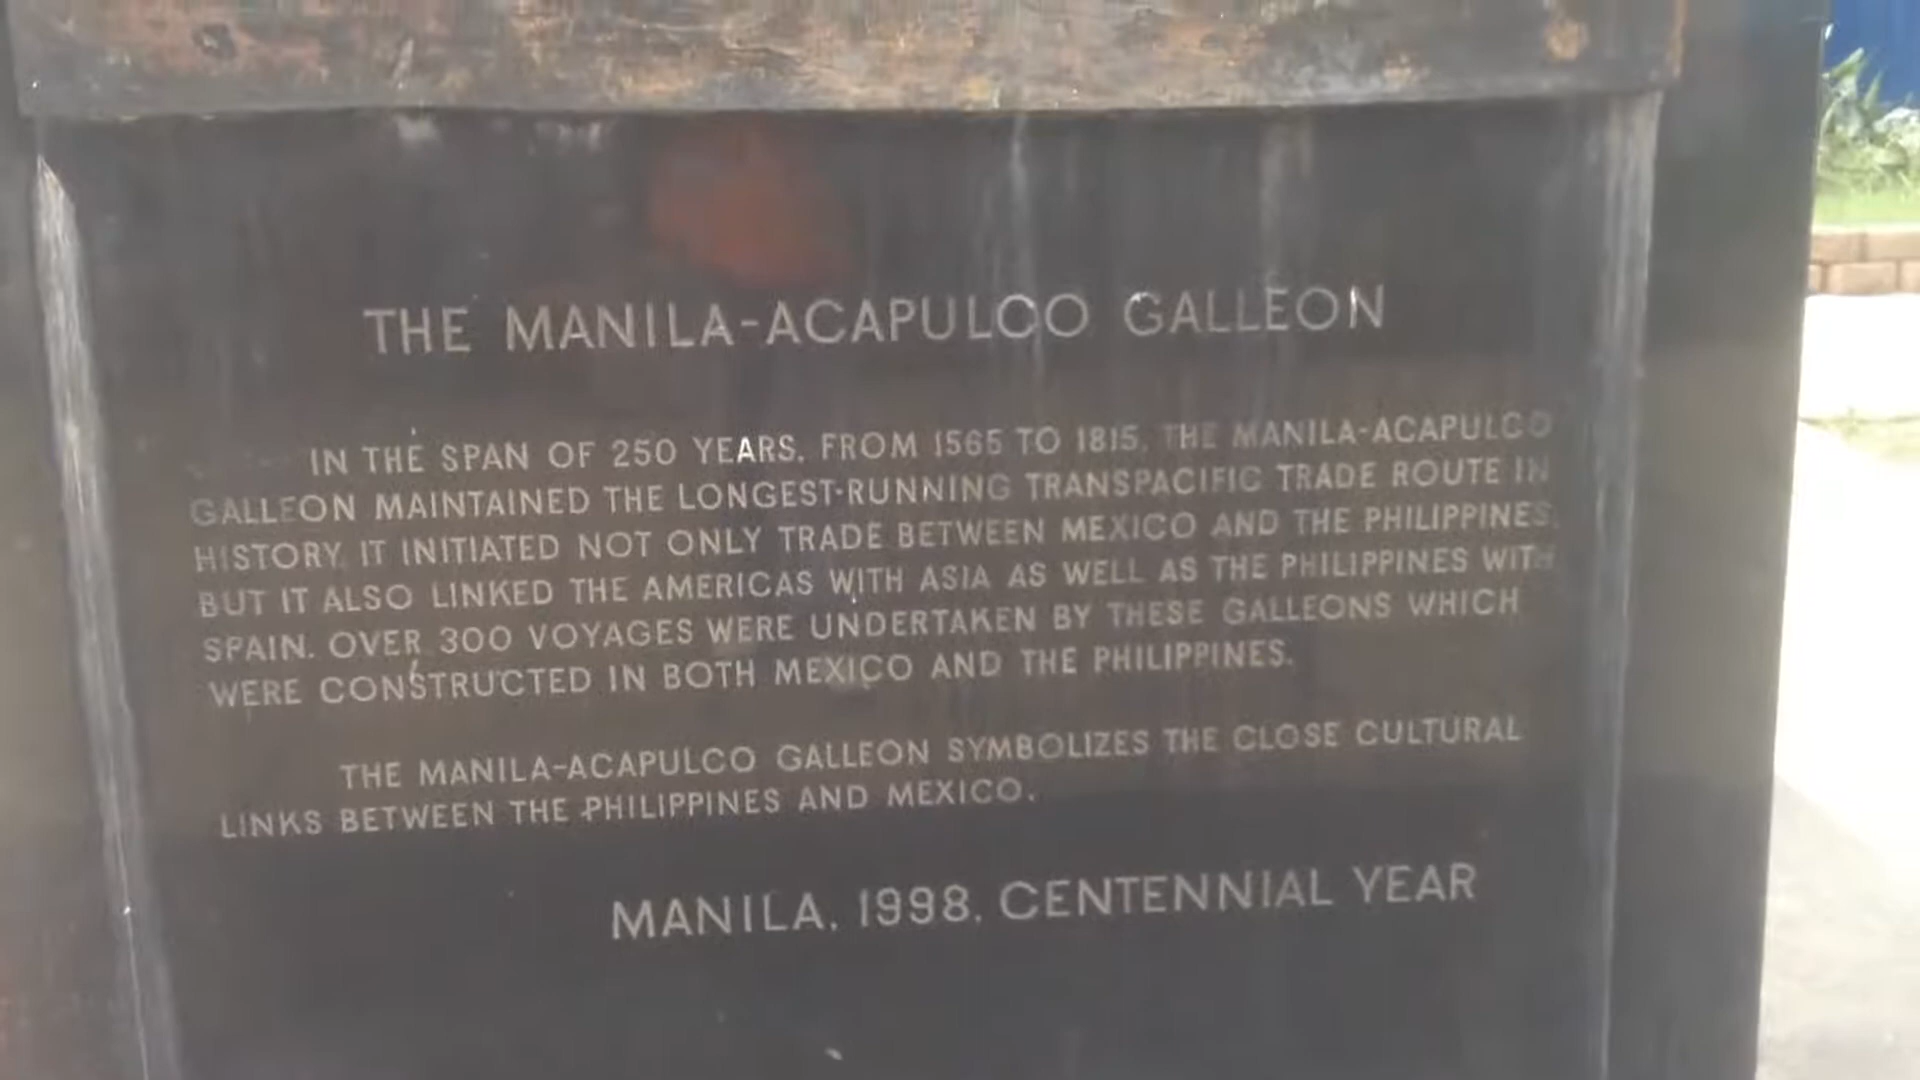 THE MANILA-ACAPULCO GALLEON
IN THE SPAN OF 250 YEARS, FROM 1565 TO 1815, THE MANILA-ACAPULCO
GALLEON MAINTAINED THE LONGEST-RUNNING TRANSPACIFIC TRADE ROUTE IN
HISTORY. IT INITIATED NOT ONLY TRADE BETWEEN MEXICO AND THE PHILIPPINES,
BUT IT ALSO LINKED THE AMERICAS WITH ASIA AS WELL AS THE PHILIPPINES WITH
SPAIN. OVER 300 VOYAGES WERE UNDERTAKEN BY THESE GALLEONS WHICH
WERE CONSTRUCTED IN BOTH MEXICO AND THE PHILIPPINES.
THE MANILA-ACAPULCO GALLEON SYMBOLIZES THE CLOSE CULTURAL
LINKS BETWEEN THE PHILIPPINES AND MEXICO.
MANILA, 1998, CENTENNIAL YEAR